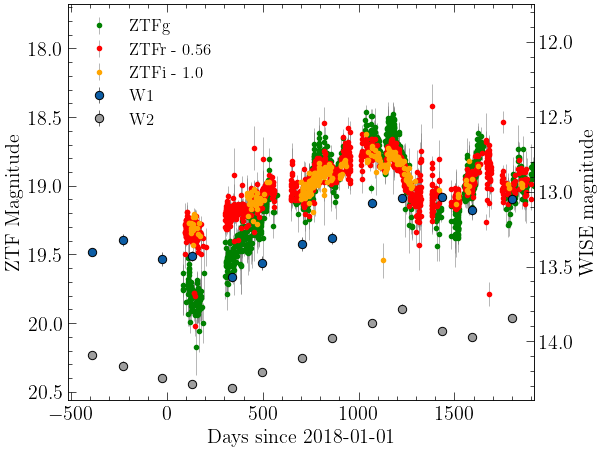 ZTFg
ZTFr - 0.56
ZTFi - 1.0
W1
W2
18.0
18.5
19.0
19.5
20.0
20.5
ZTF Magnitude
12.0
12.5
13.0
13.5
14.0
WISE magnitude
−500 0 500 1000 1500
Days since 2018-01-01